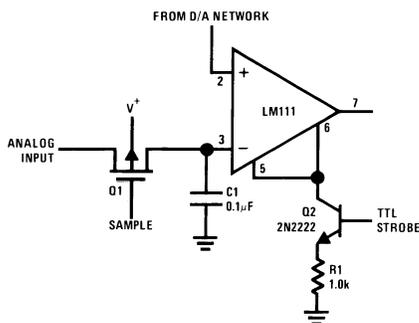 FROM D/A NETWORK
+
2
LM111
7
6
V+
ANALOG
INPUT
3
−
5
Q1
C1
0.1µF
Q2
2N2222
TTL
STROBE
SAMPLE
R1
1.0k